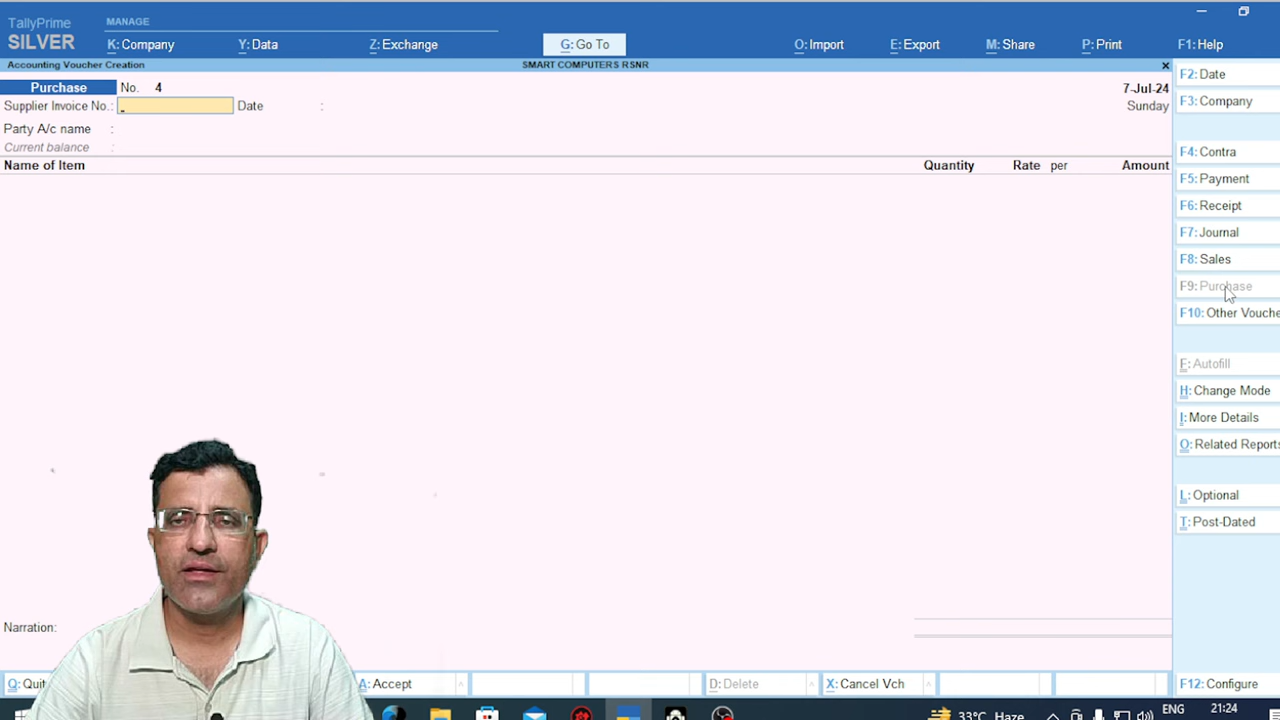 TallyPrime
MANAGE
SILVER
K: Company
Y: Data
Z: Exchange
G: Go To
O: Import
E: Export
M: Share
P: Print
F1: Help
Accounting Voucher Creation
SMART COMPUTERS RSNR
×
F2: Date
Purchase
No. 4
7-Jul-24
Supplier Invoice No.:
Date :
Sunday
F3: Company
Party A/c name :
Current balance :
F4: Contra
Name of Item
Quantity
Rate per
Amount
F5: Payment
F6: Receipt
F7: Journal
F8: Sales
F9: Purchase
F10: Other Vouche
F: Autofill
H: Change Mode
I: More Details
O: Related Reports
L: Optional
T: Post-Dated
Narration:
Q: Quit
A: Accept
D: Delete
X: Cancel Vch
F12: Configure
33°C Haze
ENG
21:24